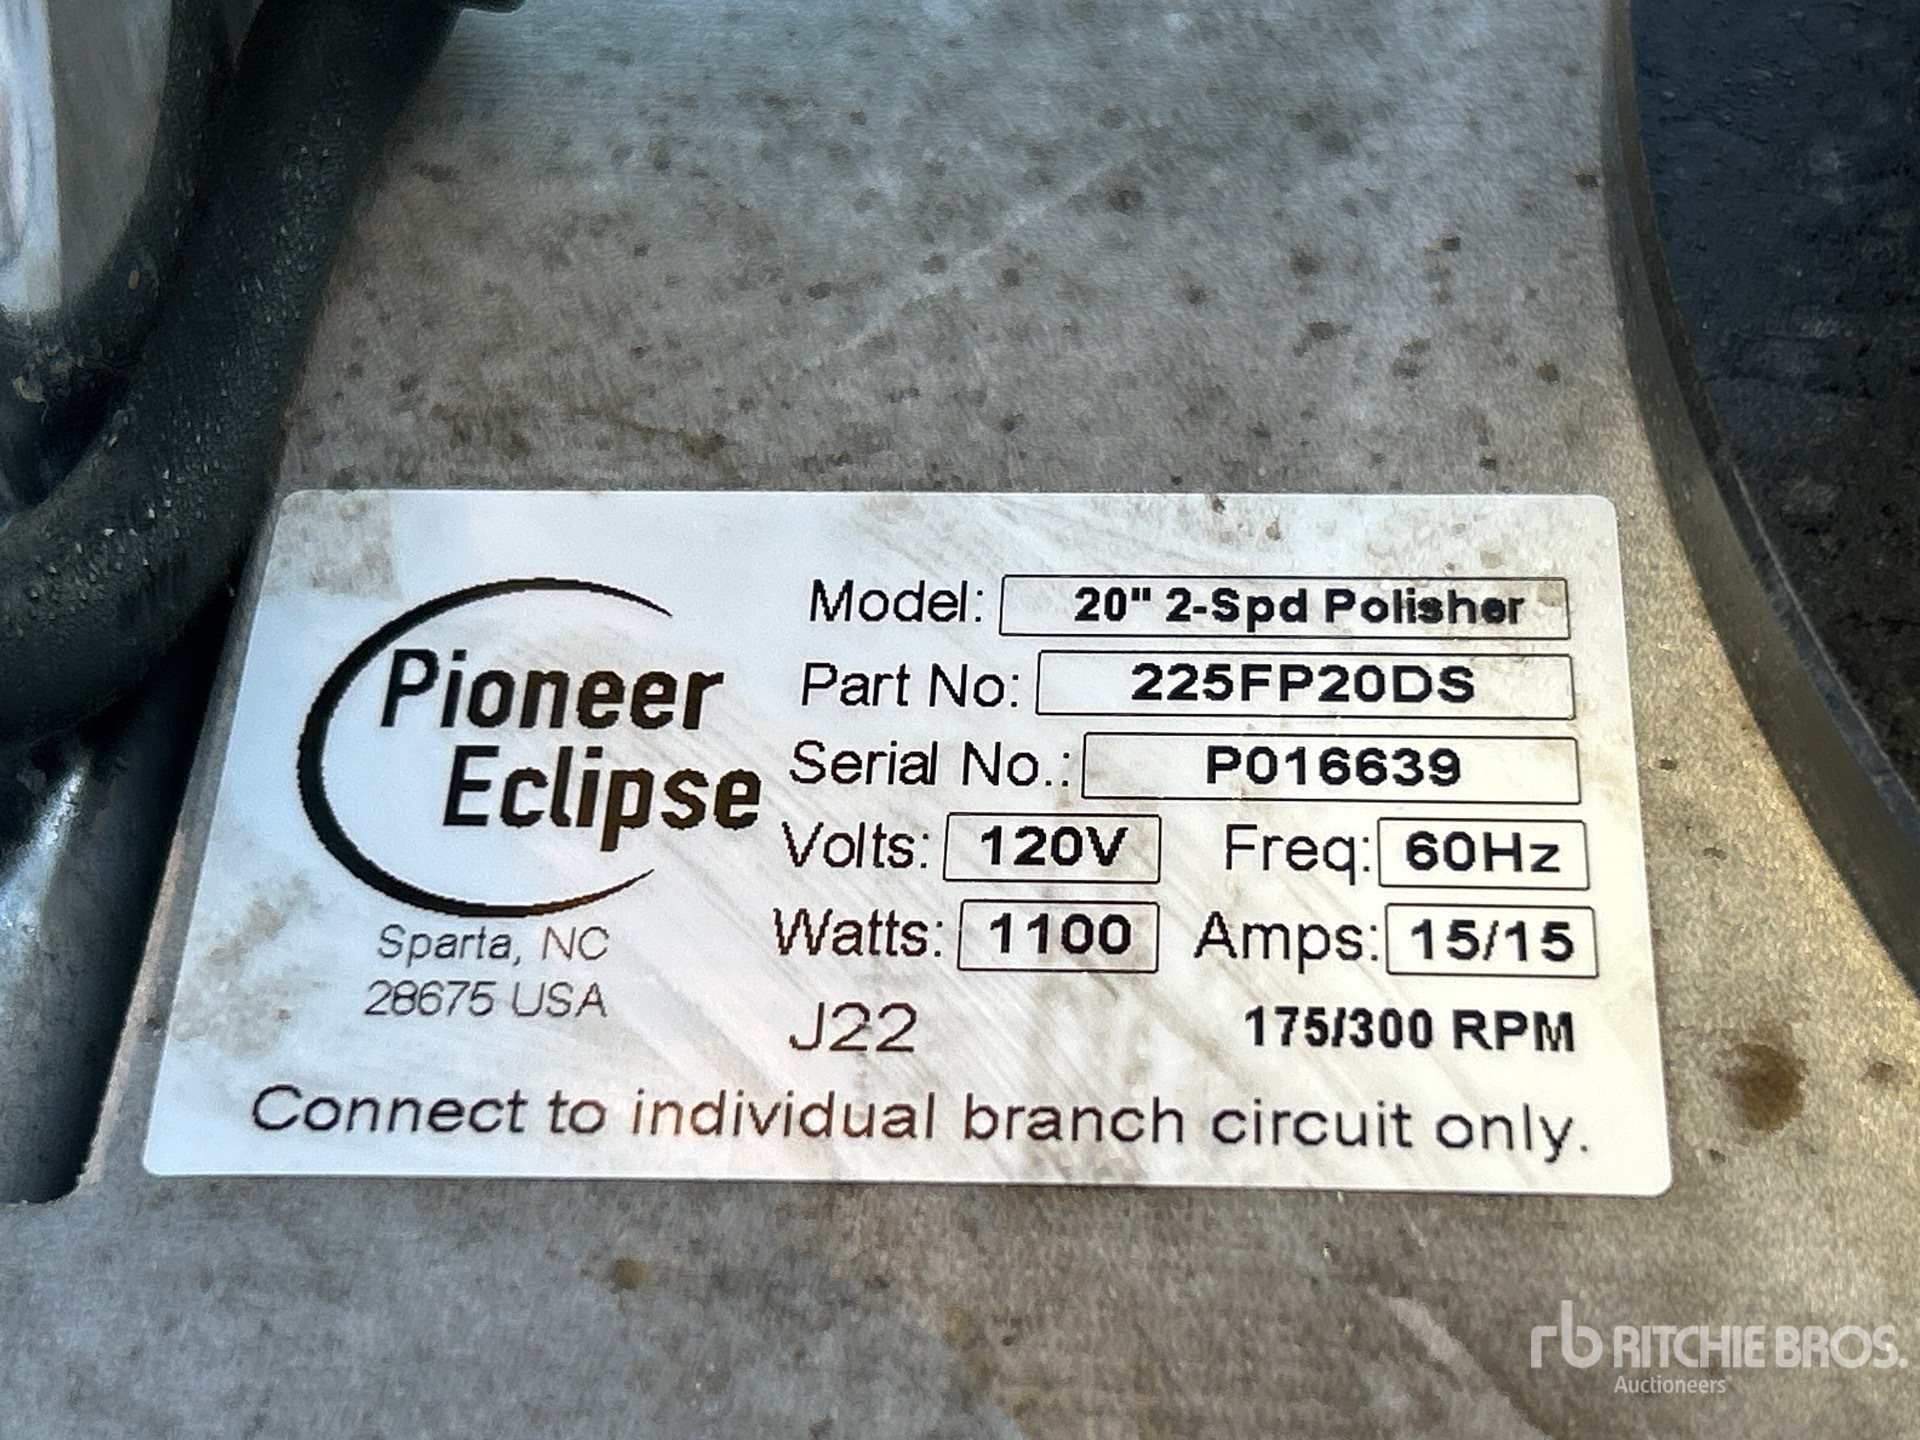 Pioneer
Eclipse
Sparta, NC
28675 USA
Model: 20" 2-Spd Polisher
Part No: 225FP20DS
Serial No.: P016639
Volts: 120V Freq: 60Hz
Watts: 1100 Amps: 15/15
J22 175/300 RPM
Connect to individual branch circuit only.
rb RITCHIE BROS.
Auctioneers